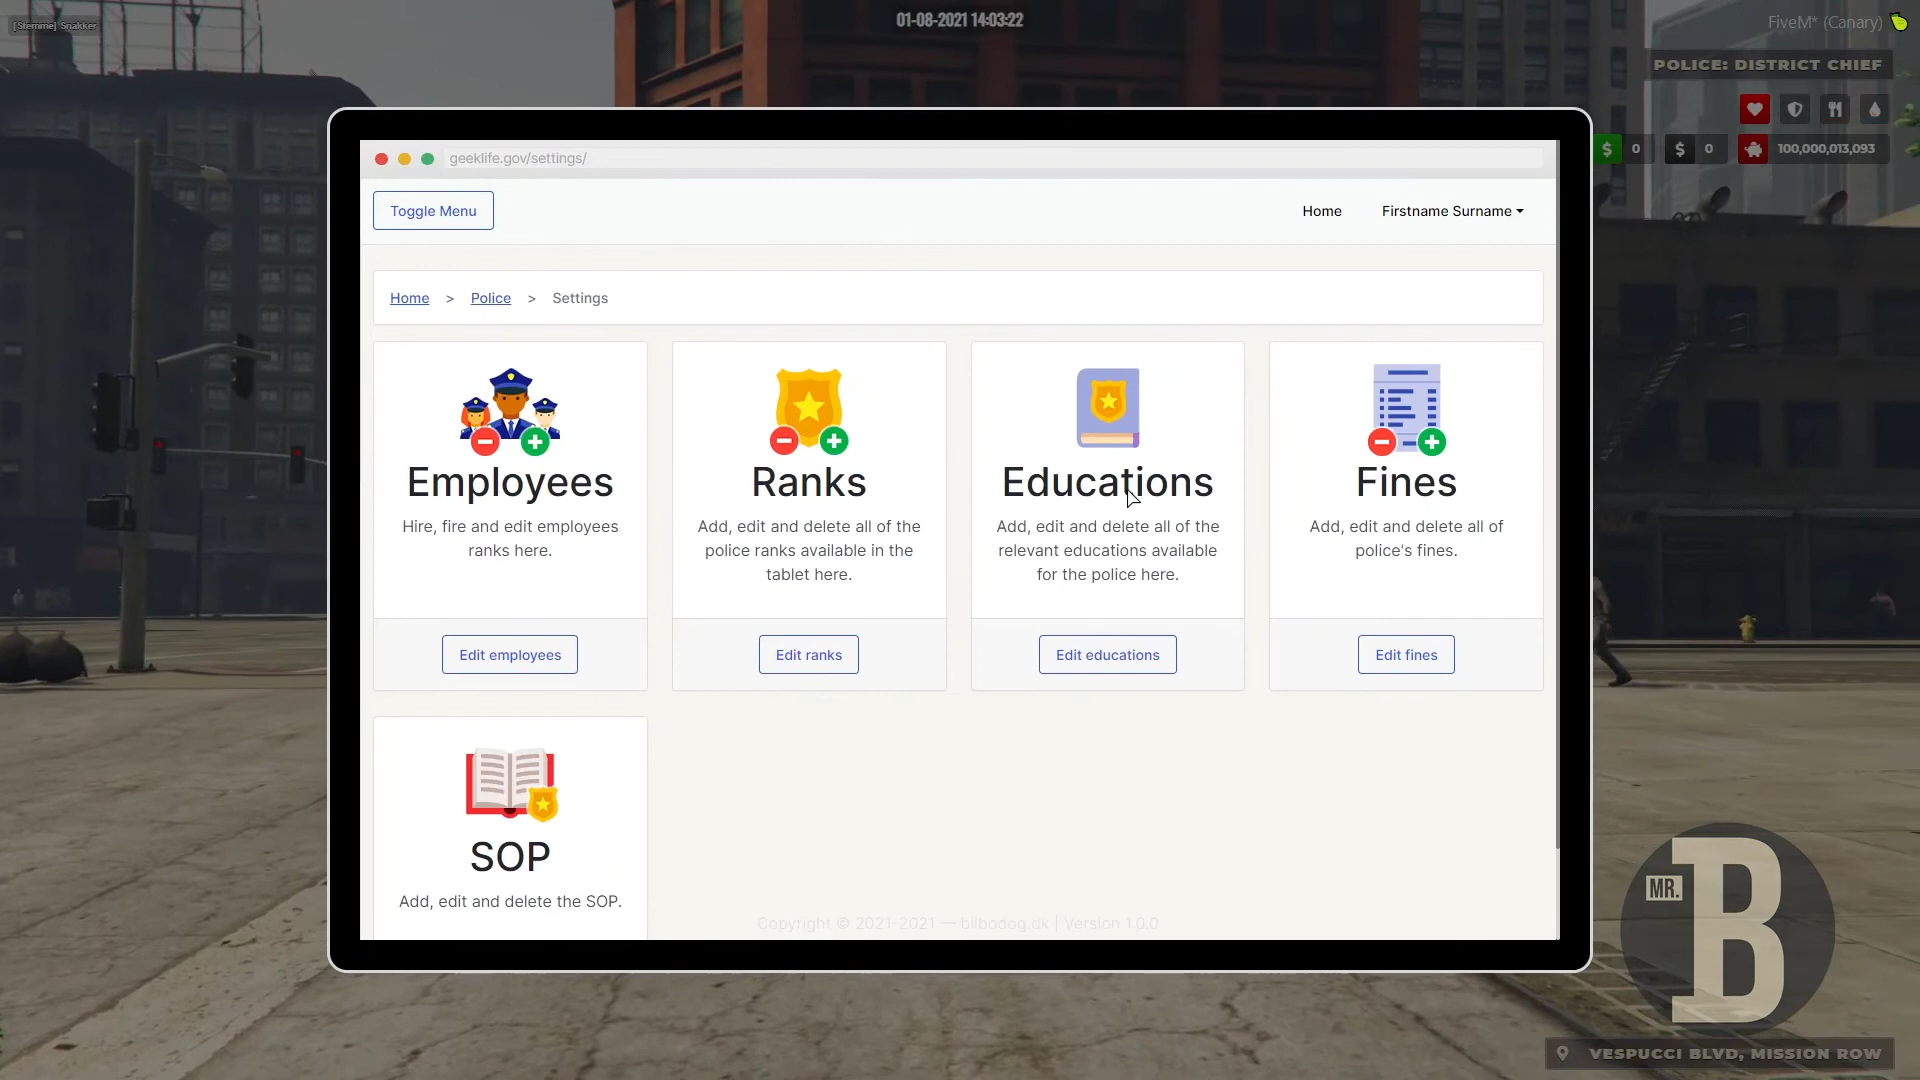 [Stemme] Snakker
01-08-2021 14:03:22
FiveM* (Canary)
POLICE: DISTRICT CHIEF
$ 0 $ 0 100,000,013,093
geeklife.gov/settings/
Toggle Menu
Home
Firstname Surname
Home > Police > Settings
Employees
Hire, fire and edit employees
ranks here.
Edit employees
Ranks
Add, edit and delete all of the
police ranks available in the
tablet here.
Edit ranks
Educations
Add, edit and delete all of the
relevant educations available
for the police here.
Edit educations
Fines
Add, edit and delete all of
police's fines.
Edit fines
SOP
Add, edit and delete the SOP.
Copyright © 2021-2021 — bilbodog.dk | Version 1.0.0
MR.
B
VESPUCCI BLVD, MISSION ROW